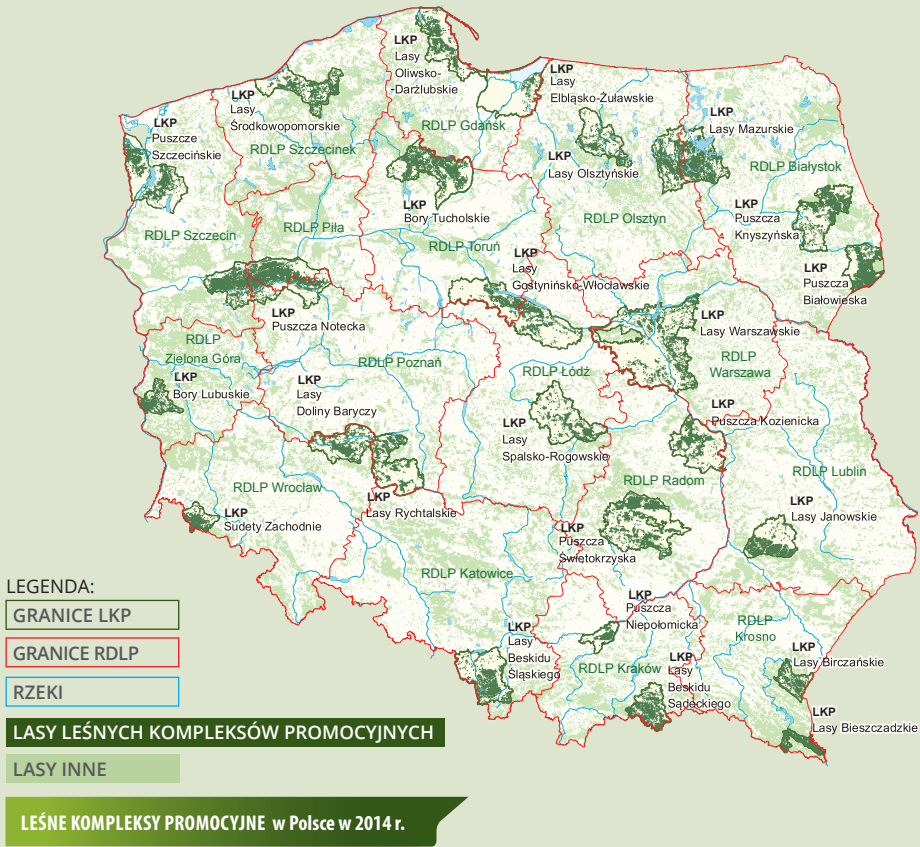 LKP
Lasy
Oliwsko-
Darżlubskie
LKP
Lasy
Elbląsko-Żuławskie
LKP
Lasy
Środkowopomorskie
LKP
Puszcze
Szczecińskie
RDLP Gdańsk
RDLP Szczecinek
LKP
Lasy Mazurskie
LKP
Lasy Olsztyńskie
RDLP Białystok
LKP
Bory Tucholskie
RDLP Olsztyn
LKP
Puszcza
Knyszyńska
RDLP Szczecin
RDLP Piła
RDLP Toruń
LKP
Lasy
Gostynińsko-Włocławskie
LKP
Puszcza
Białowieska
LKP
Puszcza Notecka
LKP
Lasy Warszawskie
RDLP
Zielona Góra
RDLP Poznań
RDLP Łódź
RDLP
Warszawa
LKP
Bory Lubuskie
LKP
Lasy
Doliny Baryczy
LKP
Puszcza Kozienicka
LKP
Lasy
Spalsko-Rogowskie
RDLP Wrocław
RDLP Radom
RDLP Lublin
LKP
Lasy Rychtalskie
LKP
Lasy Janowskie
LKP
Sudety Zachodnie
LKP
Puszcza
Świętokrzyska
RDLP Katowice
LKP
Puszcza
Niepołomicka
RDLP
Krosno
LKP
Lasy
Beskidu
Śląskiego
RDLP Kraków
LKP
Lasy
Beskidu
Sądeckiego
LKP
Lasy Birczańskie
LKP
Lasy Bieszczadzkie
LEGENDA:
GRANICE LKP
GRANICE RDLP
RZEKI
LASY LEŚNYCH KOMPLEKSÓW PROMOCYJNYCH
LASY INNE
LEŚNE KOMPLEKSY PROMOCYJNE w Polsce w 2014 r.